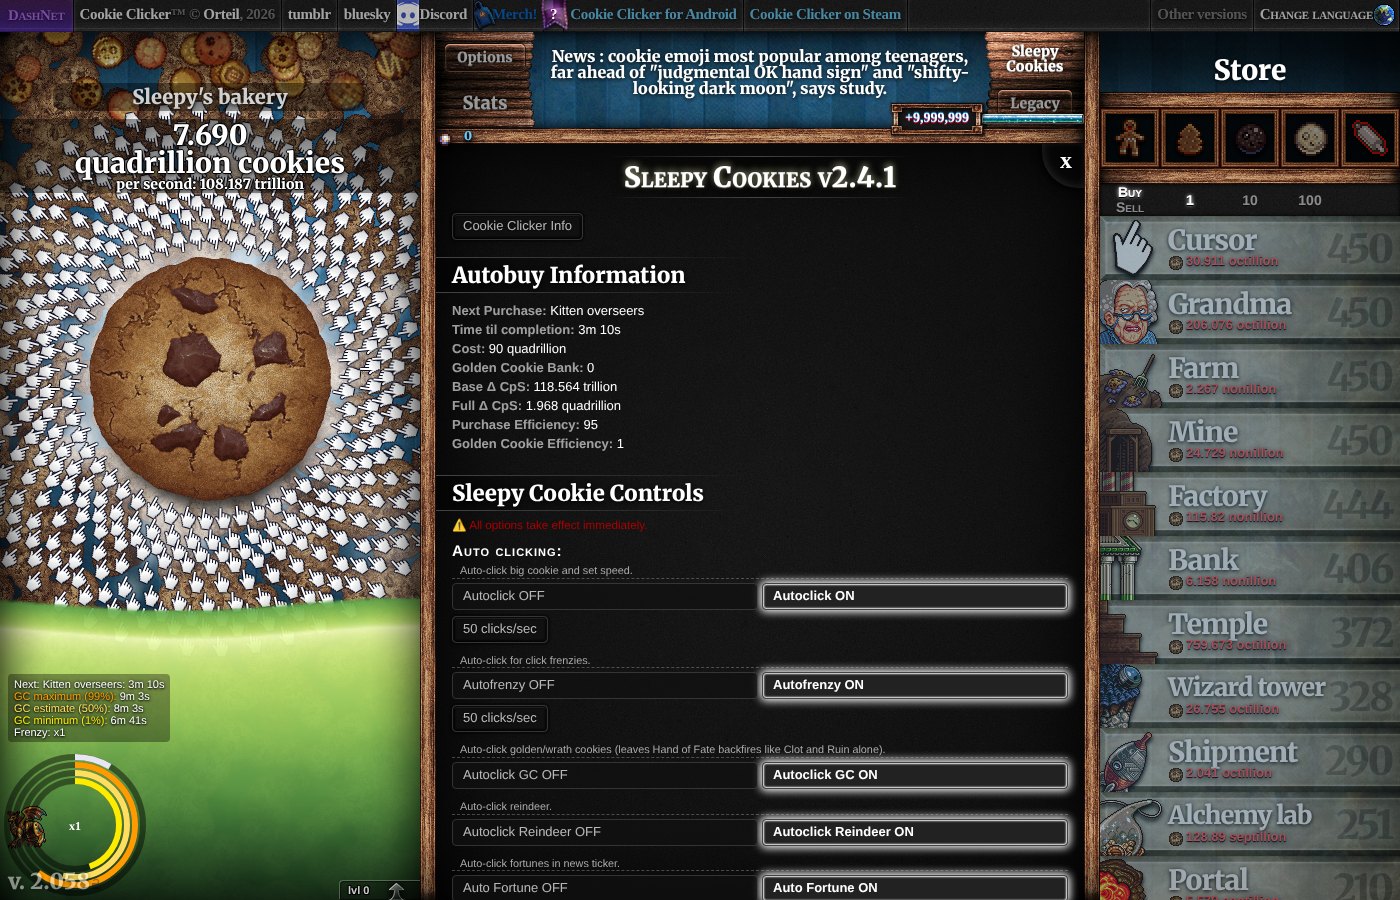 DashNet
Cookie Clicker™ © Orteil, 2026
tumblr
bluesky
Discord
Merch!
?
Cookie Clicker for Android
Cookie Clicker on Steam
Other versions
Change language
Sleepy's bakery
7.690
quadrillion cookies
per second: 108.187 trillion
Next: Kitten overseers: 3m 10s
GC maximum (99%): 9m 3s
GC estimate (50%): 8m 3s
GC minimum (1%): 6m 41s
Frenzy: x1
x1
v. 2.058
lvl 0
Options
Stats
News : cookie emoji most popular among teenagers,
far ahead of "judgmental OK hand sign" and "shifty-
looking dark moon", says study.
Sleepy
Cookies
Legacy
+9,999,999
0
x
Sleepy Cookies v2.4.1
Cookie Clicker Info
Autobuy Information
Next Purchase: Kitten overseers
Time til completion: 3m 10s
Cost: 90 quadrillion
Golden Cookie Bank: 0
Base Δ CpS: 118.564 trillion
Full Δ CpS: 1.968 quadrillion
Purchase Efficiency: 95
Golden Cookie Efficiency: 1
Sleepy Cookie Controls
⚠️ All options take effect immediately.
Auto clicking:
Auto-click big cookie and set speed.
Autoclick OFF
Autoclick ON
50 clicks/sec
Auto-click for click frenzies.
Autofrenzy OFF
Autofrenzy ON
50 clicks/sec
Auto-click golden/wrath cookies (leaves Hand of Fate backfires like Clot and Ruin alone).
Autoclick GC OFF
Autoclick GC ON
Auto-click reindeer.
Autoclick Reindeer OFF
Autoclick Reindeer ON
Auto-click fortunes in news ticker.
Auto Fortune OFF
Auto Fortune ON
Store
Buy
Sell
1
10
100
Cursor
30.911 octillion
450
Grandma
206.076 octillion
450
Farm
2.267 nonillion
450
Mine
24.729 nonillion
450
Factory
115.82 nonillion
444
Bank
6.158 nonillion
406
Temple
759.673 octillion
372
Wizard tower
26.755 octillion
328
Shipment
2.041 octillion
290
Alchemy lab
128.89 septillion
251
Portal
210